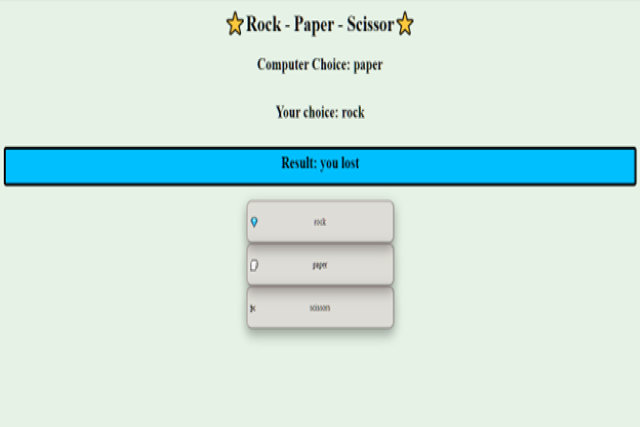 ⭐Rock - Paper - Scissor⭐
Computer Choice: paper
Your choice: rock
Result: you lost
rock
paper
scissors